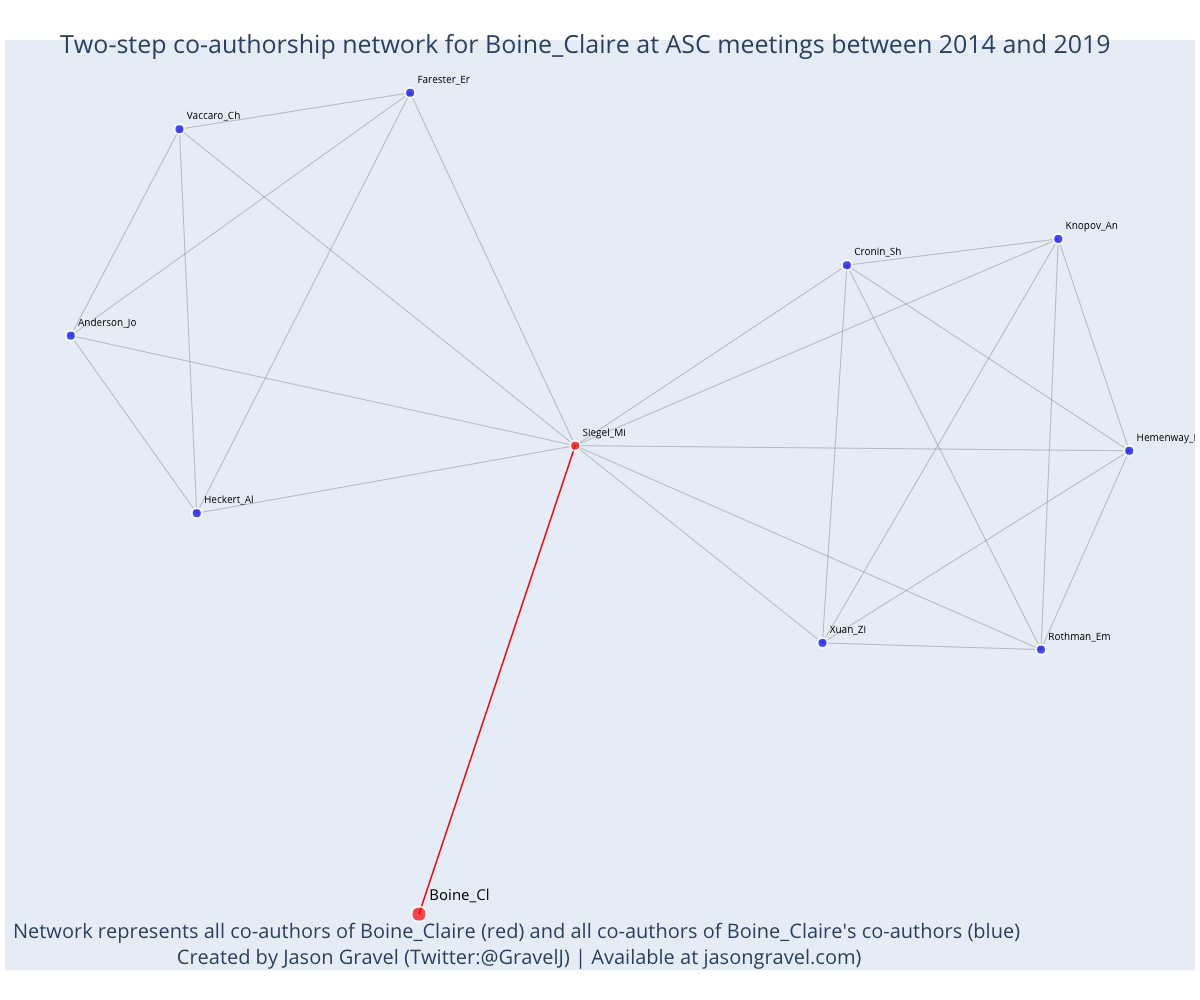 Two-step co-authorship network for Boine_Claire at ASC meetings between 2014 and 2019
Farester_Er
Vaccaro_Ch
Knopov_An
Cronin_Sh
Anderson_Jo
Siegel_Mi
Hemenway_
Heckert_Al
Xuan_Zi
Rothman_Em
Boine_Cl
Network represents all co-authors of Boine_Claire (red) and all co-authors of Boine_Claire's co-authors (blue)
Created by Jason Gravel (Twitter:@GravelJ) | Available at jasongravel.com)